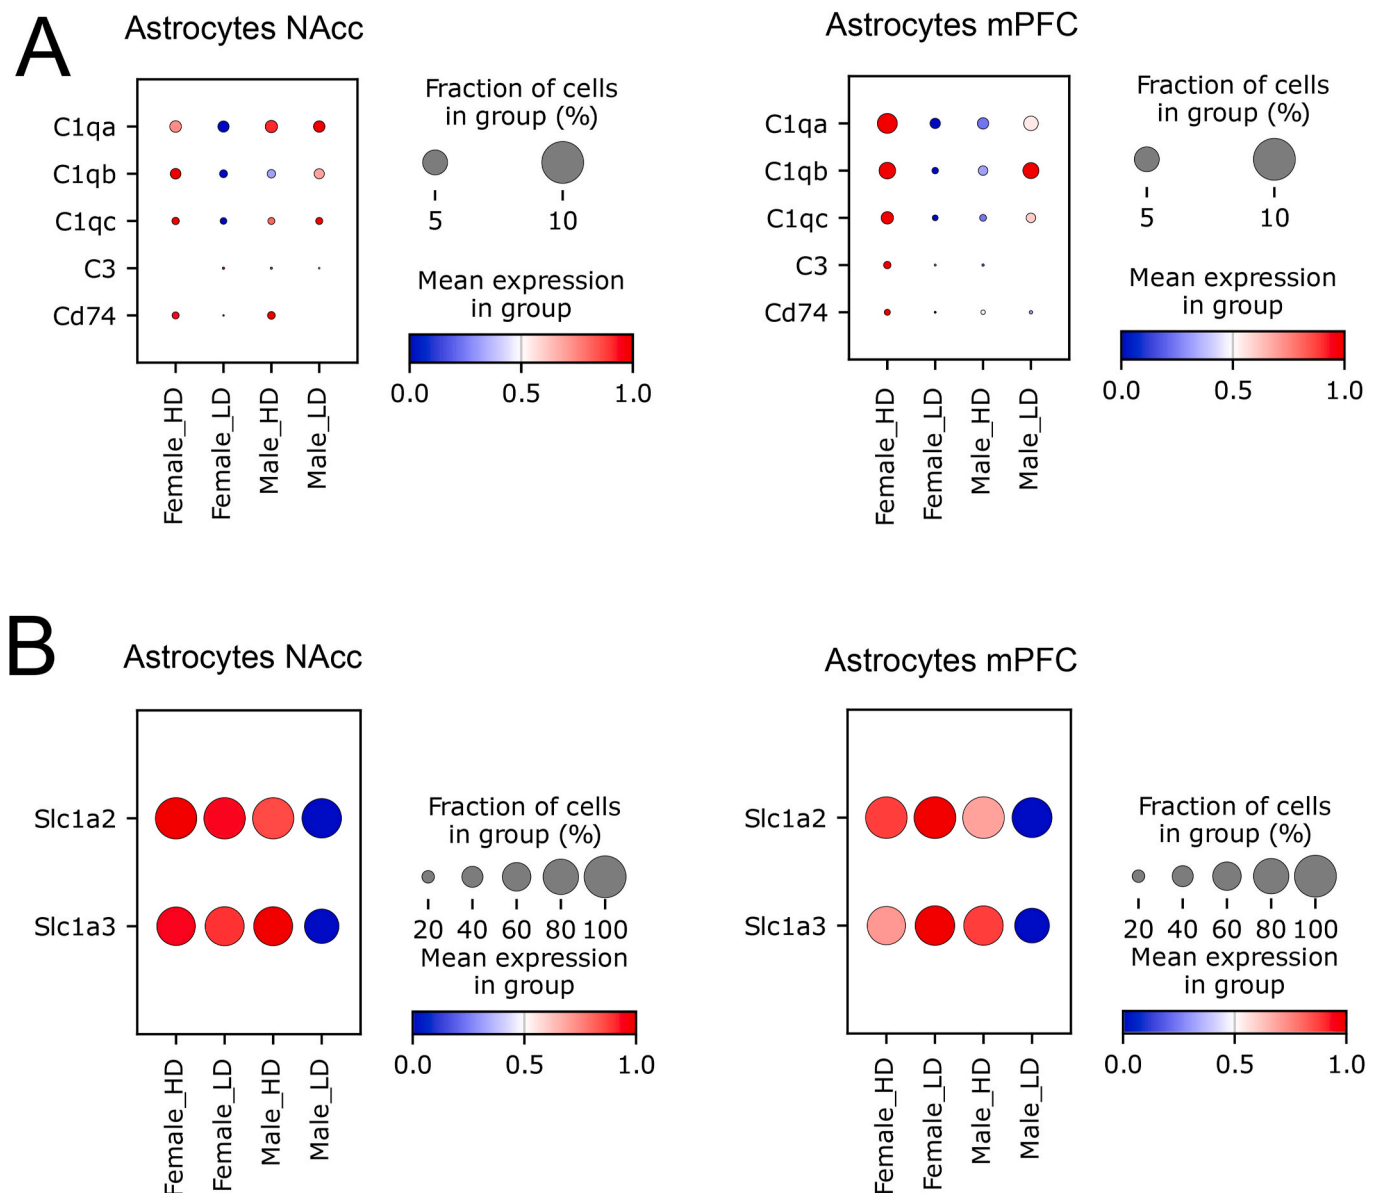 A
Astrocytes NAcc
C1qa
C1qb
C1qc
C3
Cd74
Female_HD
Female_LD
Male_HD
Male_LD
Fraction of cells
in group (%)
5 10
Mean expression
in group
0.0 0.5 1.0
Astrocytes mPFC
C1qa
C1qb
C1qc
C3
Cd74
Female_HD
Female_LD
Male_HD
Male_LD
Fraction of cells
in group (%)
5 10
Mean expression
in group
0.0 0.5 1.0
B
Astrocytes NAcc
Slc1a2
Slc1a3
Female_HD
Female_LD
Male_HD
Male_LD
Fraction of cells
in group (%)
20 40 60 80 100
Mean expression
in group
0.0 0.5 1.0
Astrocytes mPFC
Slc1a2
Slc1a3
Female_HD
Female_LD
Male_HD
Male_LD
Fraction of cells
in group (%)
20 40 60 80 100
Mean expression
in group
0.0 0.5 1.0